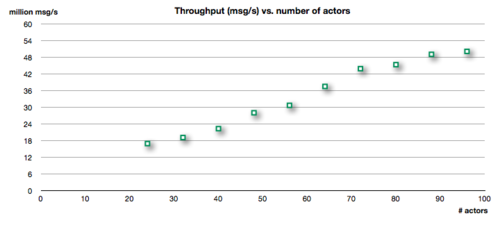 Throughput (msg/s) vs. number of actors
million msg/s
60
54
48
42
36
30
24
18
12
6
0
0 10 20 30 40 50 60 70 80 90 100
# actors